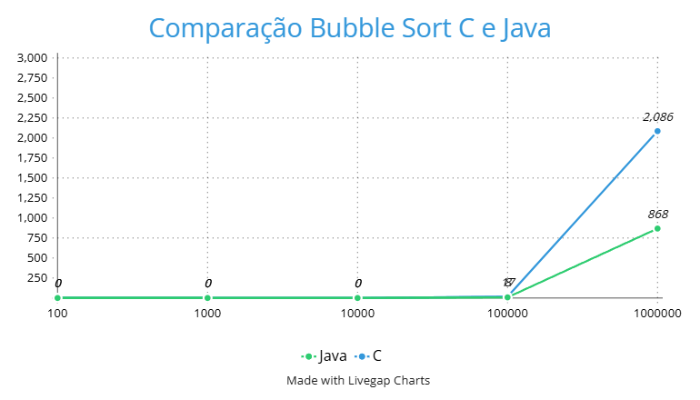 Comparação Bubble Sort C e Java
3,000
2,750
2,500
2,250
2,000
1,750
1,500
1,250
1,000
750
500
250
0 0 0 2,086
868
100 1000 10000 100000 1000000
Java C
Made with Livegap Charts